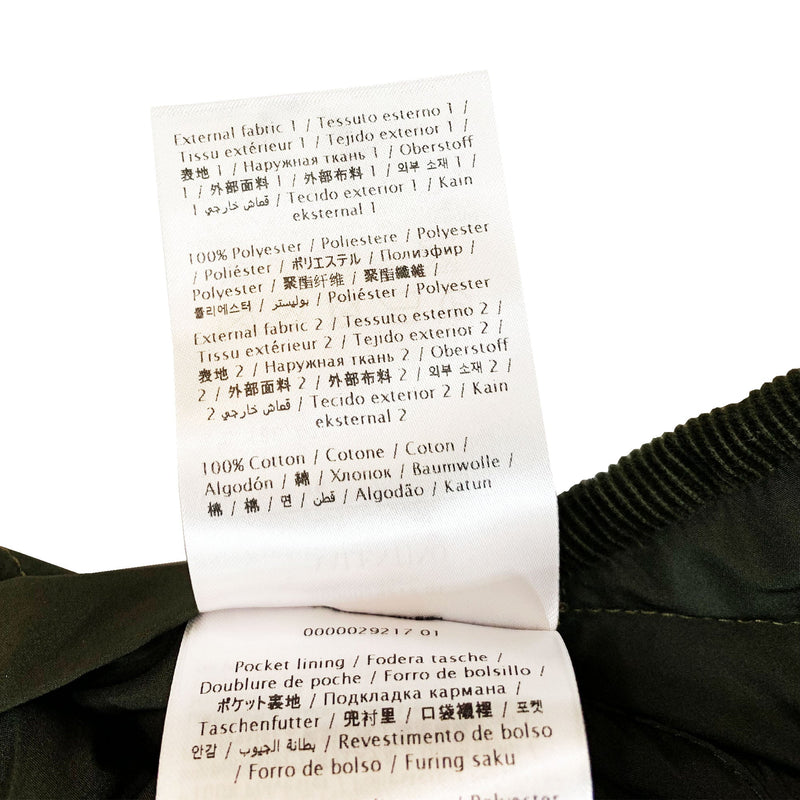 External fabric 1 / Tessuto esterno 1 /
Tissu extérieur 1 / Tejido exterior 1 /
表地 1 / Наружная ткань 1 / Oberstoff
1 / 外部面料 1 / 外部布料 1 / 외부 소재 1 /
قماش خارجي 1 / Tecido exterior 1 / Kain
eksternal 1
100% Polyester / Poliestere / Polyester
/ Poliéster / ポリエステル / Полиэфир /
Polyester / 聚酯纤维 / 聚酯纖維 /
폴리에스터 / بوليستر / Poliéster / Polyester
External fabric 2 / Tessuto esterno 2 /
Tissu extérieur 2 / Tejido exterior 2 /
表地 2 / Наружная ткань 2 / Oberstoff
2 / 外部面料 2 / 外部布料 2 / 외부 소재 2 /
قماش خارجي 2 / Tecido exterior 2 / Kain
eksternal 2
100% Cotton / Cotone / Coton /
Algodón / 綿 / Хлопок / Baumwolle /
棉 / 棉 / 면 / قطن / Algodão / Katun
0000029217 01
Pocket lining / Fodera tasche /
Doublure de poche / Forro de bolsillo /
ポケット裏地 / Подкладка кармана /
Taschenfutter / 兜衬里 / 口袋襯裡 / 포켓
안감 / بطانة الجيوب / Revestimento de bolso
/ Forro de bolso / Furing saku